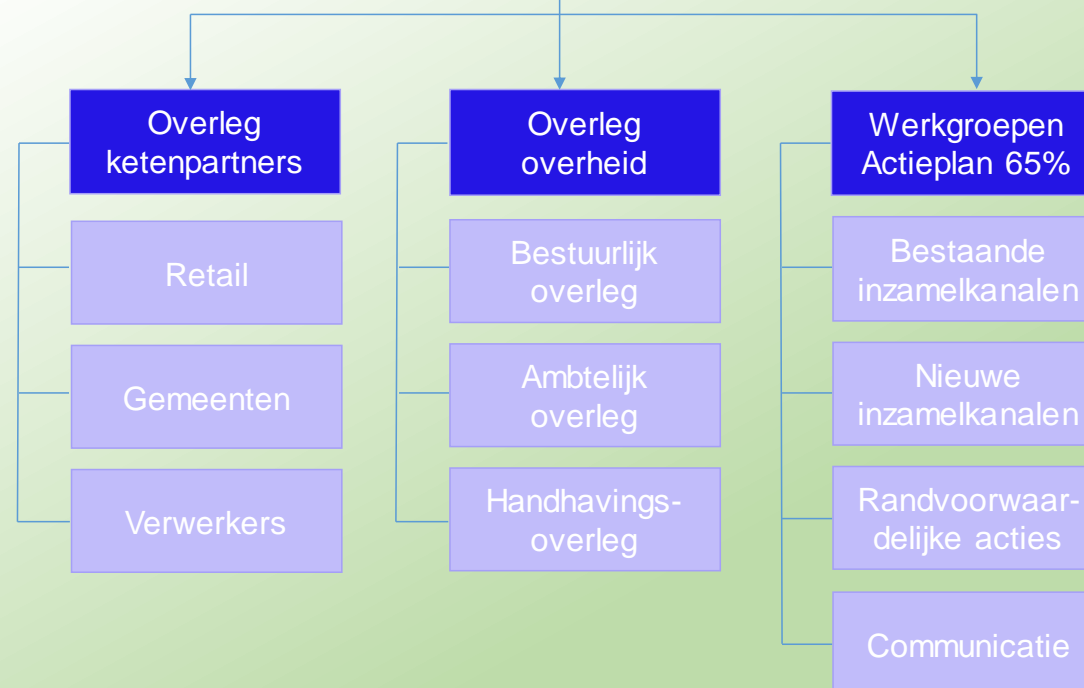 Overleg
ketenpartners
Retail
Gemeenten
Verwerkers
Overleg
overheid
Bestuurlijk
overleg
Ambtelijk
overleg
Handhavings-
overleg
Werkgroepen
Actieplan 65%
Bestaande
inzamelkanalen
Nieuwe
inzamelkanalen
Randvoorwaar-
delijke acties
Communicatie